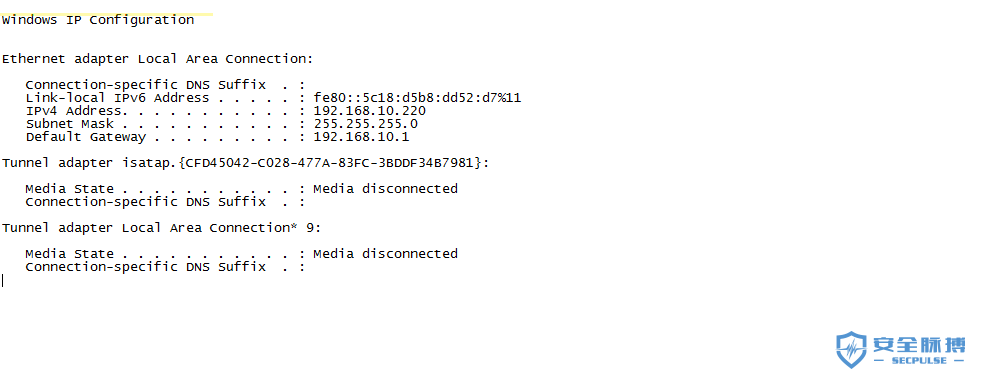 Windows IP Configuration
Ethernet adapter Local Area Connection:
Connection-specific DNS Suffix . :
Link-local IPv6 Address . . . . . : fe80::5c18:d5b8:dd52:d7%11
IPv4 Address. . . . . . . . . . . : 192.168.10.220
Subnet Mask . . . . . . . . . . . : 255.255.255.0
Default Gateway . . . . . . . . . : 192.168.10.1
Tunnel adapter isatap.{CFD45042-C028-477A-83FC-3BDDF34B7981}:
Media State . . . . . . . . . . . : Media disconnected
Connection-specific DNS Suffix . :
Tunnel adapter Local Area Connection* 9:
Media State . . . . . . . . . . . : Media disconnected
Connection-specific DNS Suffix . :
安全脉搏
SECPULSE